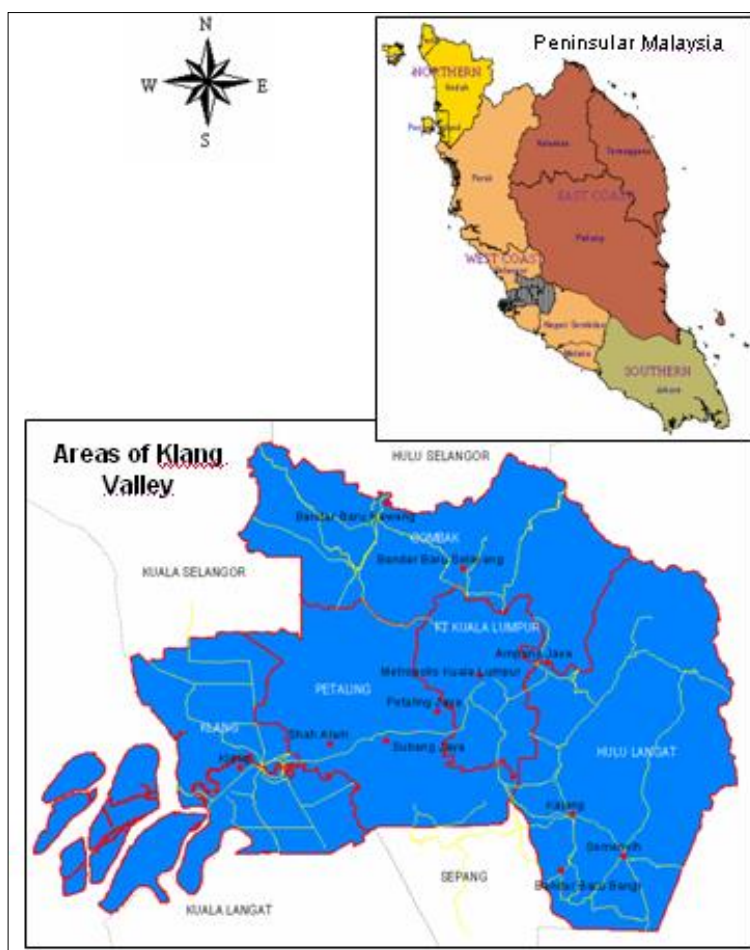 N
W E
S
Peninsular Malaysia
NORTHERN
Kedah
Perak
Kelantan
Terengganu
EAST COAST
Pahang
WEST COAST
Selangor
Negeri Sembilan
Melaka
SOUTHERN
Johor
Areas of Klang
Valley
HULU SELANGOR
Bandar Baru Rawang
GOMBAK
Bandar Baru Selayang
KUALA SELANGOR
KL KUALA LUMPUR
Ampang Jaya
Metropolis Kuala Lumpur
PETALING
Petaling Jaya
KLANG
Shah Alam
Subang Jaya
HULU LANGAT
Klang
Kajang
Semenyih
SEPANG
Bandar Baru Bangi
KUALA LANGAT